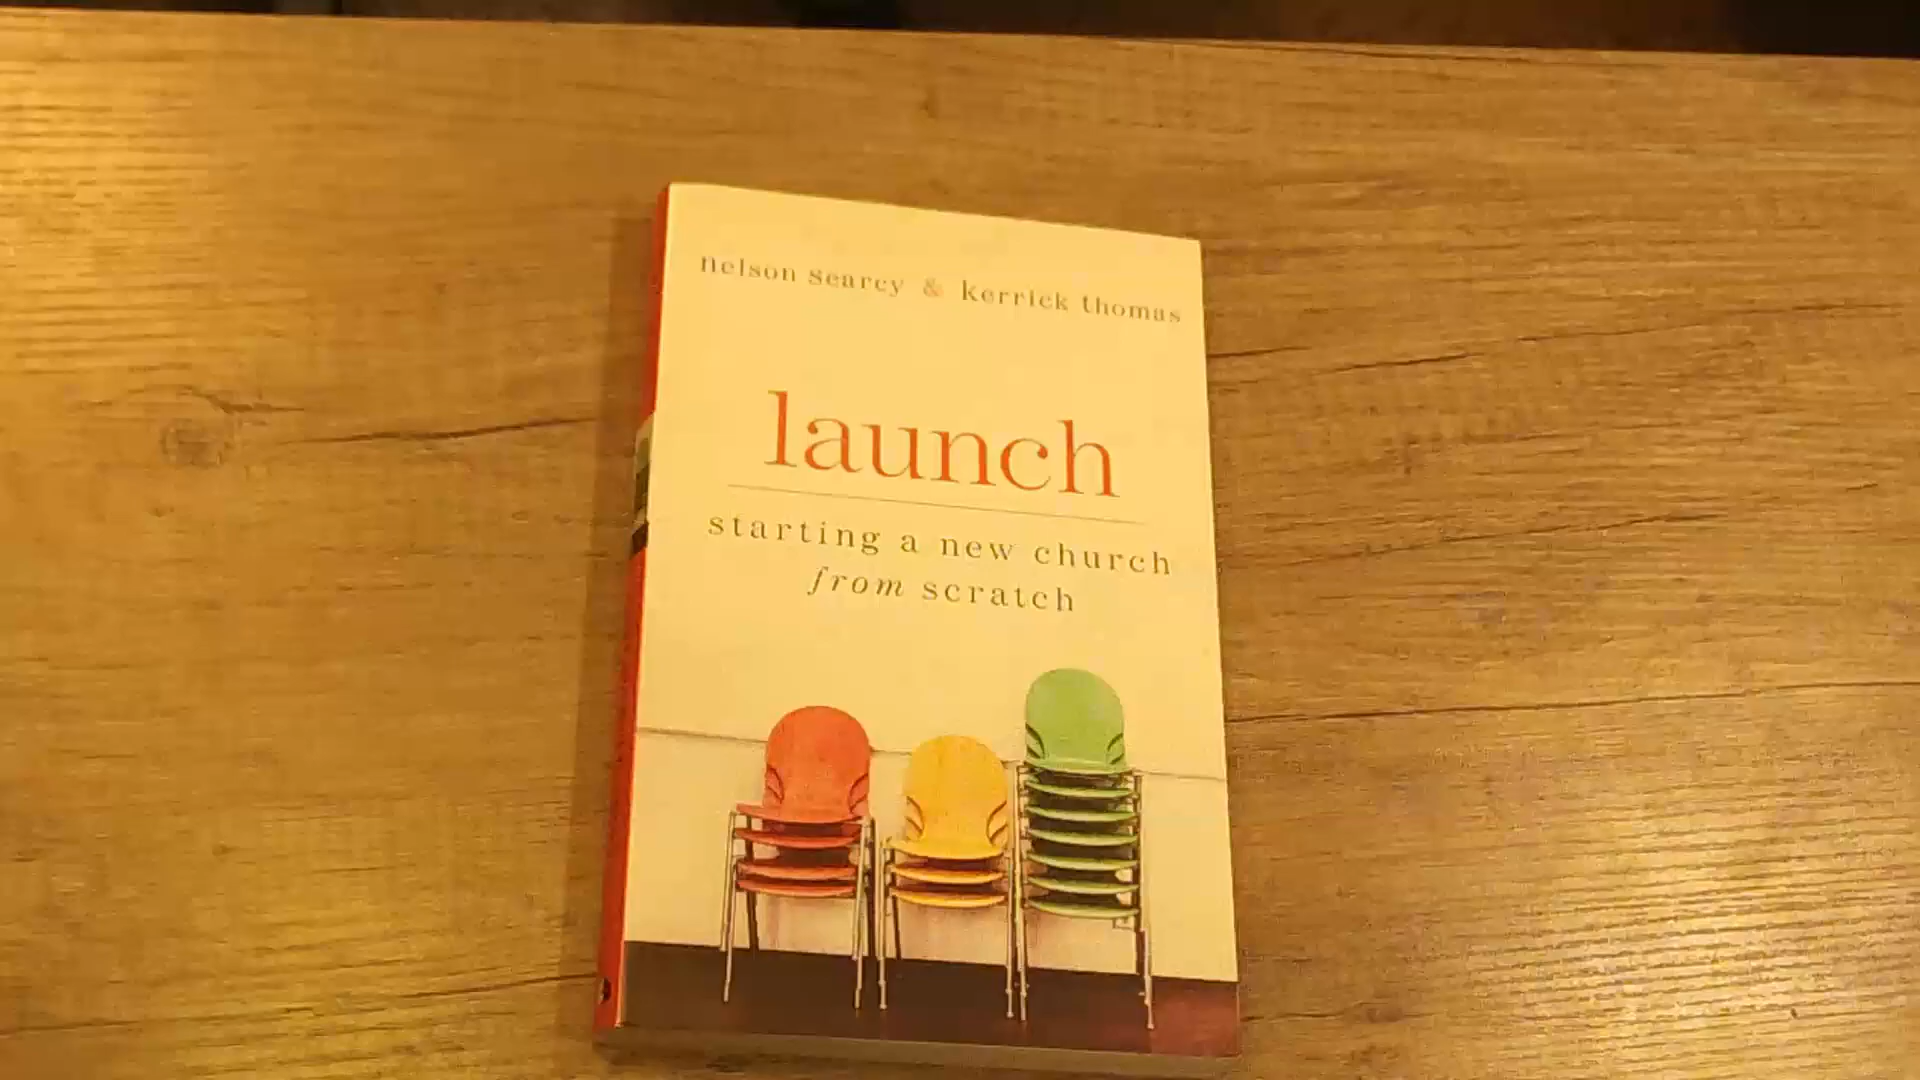 nelson searcy & kerrick thomas
launch
starting a new church
from scratch